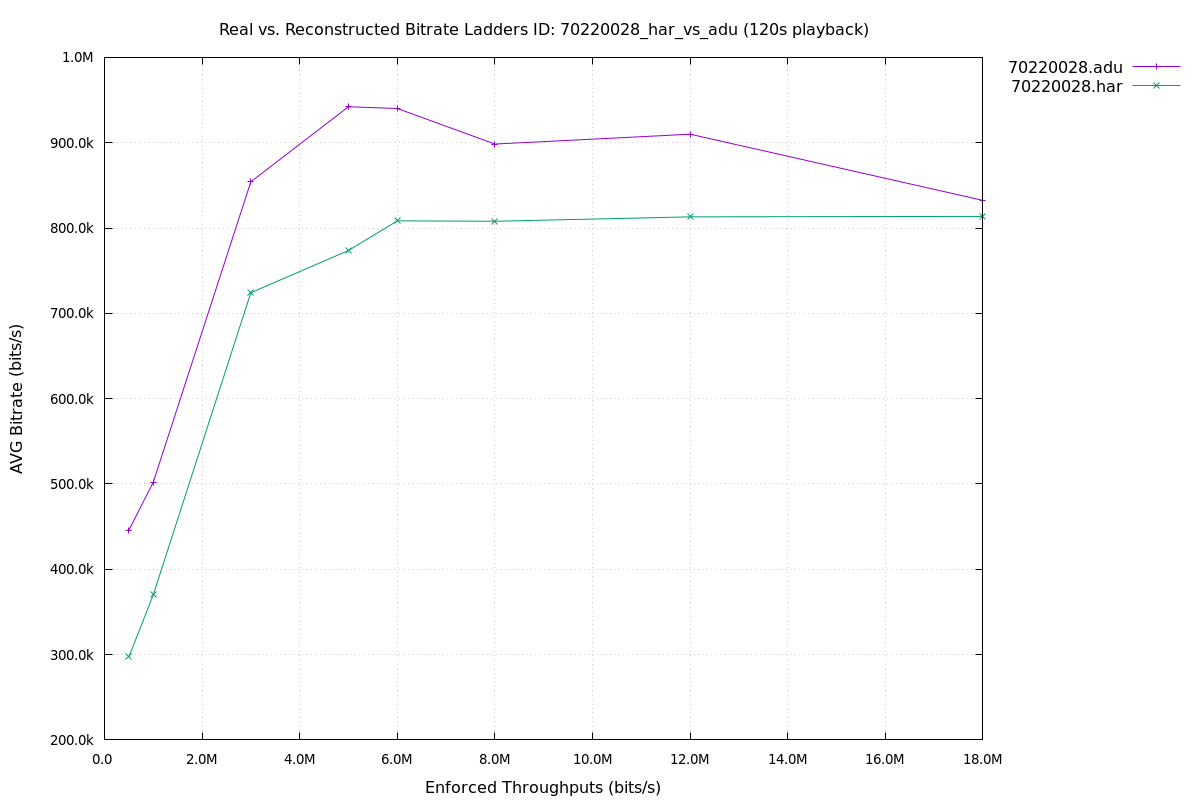 Real vs. Reconstructed Bitrate Ladders ID: 70220028_har_vs_adu (120s playback)
70220028.adu
70220028.har
1.0M
900.0k
800.0k
700.0k
600.0k
500.0k
400.0k
300.0k
200.0k
AVG Bitrate (bits/s)
0.0 2.0M 4.0M 6.0M 8.0M 10.0M 12.0M 14.0M 16.0M 18.0M
Enforced Throughputs (bits/s)